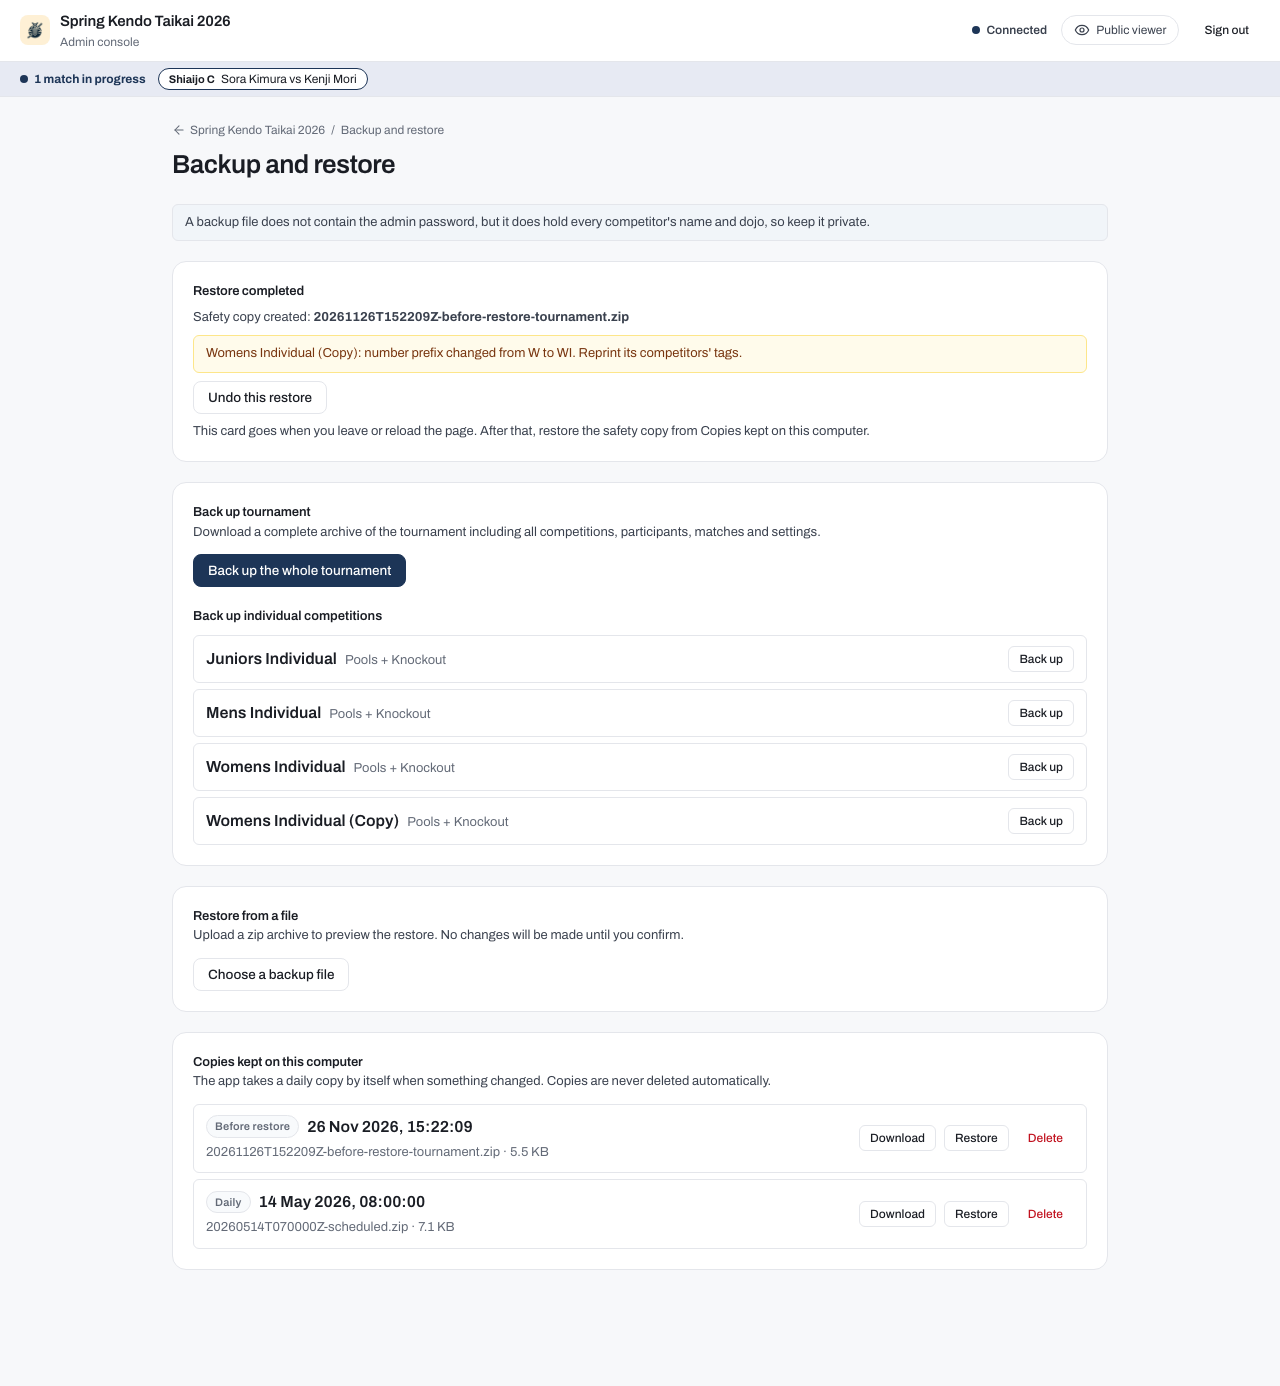 Spring Kendo Taikai 2026
Admin console
Connected
Public viewer
Sign out
1 match in progress
Shiaijo C Sora Kimura vs Kenji Mori
Spring Kendo Taikai 2026 / Backup and restore
Backup and restore
A backup file does not contain the admin password, but it does hold every competitor's name and dojo, so keep it private.
Restore completed
Safety copy created: 20261126T152209Z-before-restore-tournament.zip
Womens Individual (Copy): number prefix changed from W to WI. Reprint its competitors' tags.
Undo this restore
This card goes when you leave or reload the page. After that, restore the safety copy from Copies kept on this computer.
Back up tournament
Download a complete archive of the tournament including all competitions, participants, matches and settings.
Back up the whole tournament
Back up individual competitions
Juniors Individual Pools + Knockout Back up
Mens Individual Pools + Knockout Back up
Womens Individual Pools + Knockout Back up
Womens Individual (Copy) Pools + Knockout Back up
Restore from a file
Upload a zip archive to preview the restore. No changes will be made until you confirm.
Choose a backup file
Copies kept on this computer
The app takes a daily copy by itself when something changed. Copies are never deleted automatically.
Before restore 26 Nov 2026, 15:22:09
20261126T152209Z-before-restore-tournament.zip · 5.5 KB
Download Restore Delete
Daily 14 May 2026, 08:00:00
20260514T070000Z-scheduled.zip · 7.1 KB
Download Restore Delete